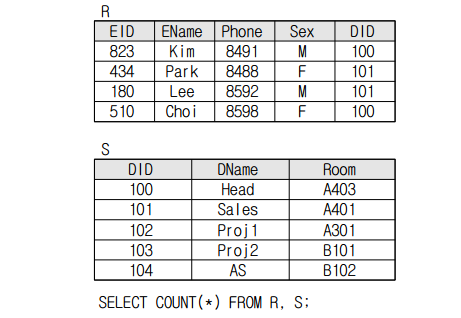 R
EID EName Phone Sex DID
823 Kim 8491 M 100
434 Park 8488 F 101
180 Lee 8592 M 101
510 Choi 8598 F 100
S
DID DName Room
100 Head A403
101 Sales A401
102 Proj1 A301
103 Proj2 B101
104 AS B102
SELECT COUNT(*) FROM R, S;